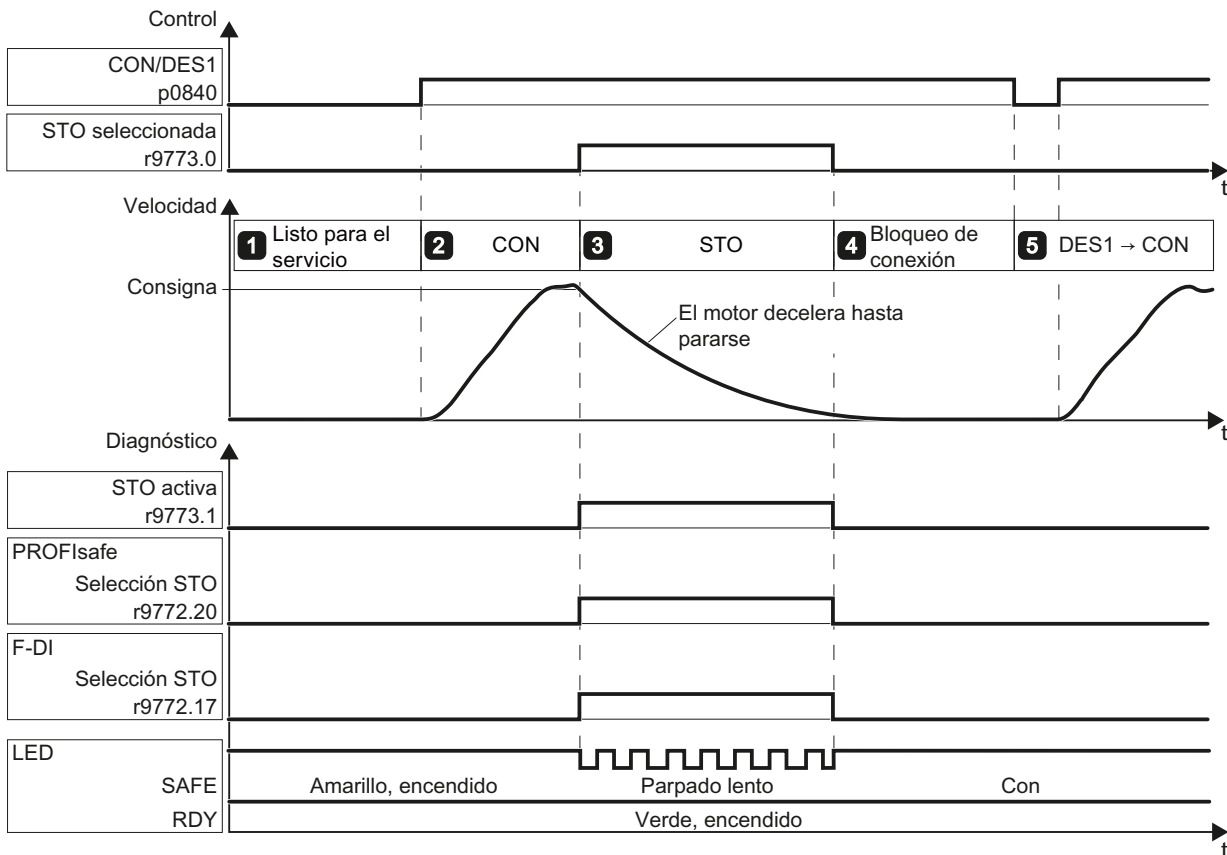 Control
CON/DES1
p0840
STO seleccionada
r9773.0
t
Velocidad
1 Listo para el
servicio
2 CON
3 STO
4 Bloqueo de
conexión
5 DES1 → CON
Consigna
El motor decelera hasta
pararse
t
Diagnóstico
STO activa
r9773.1
PROFIsafe
Selección STO
r9772.20
F-DI
Selección STO
r9772.17
LED
SAFE
Amarillo, encendido
Parpado lento
Con
RDY
Verde, encendido
t